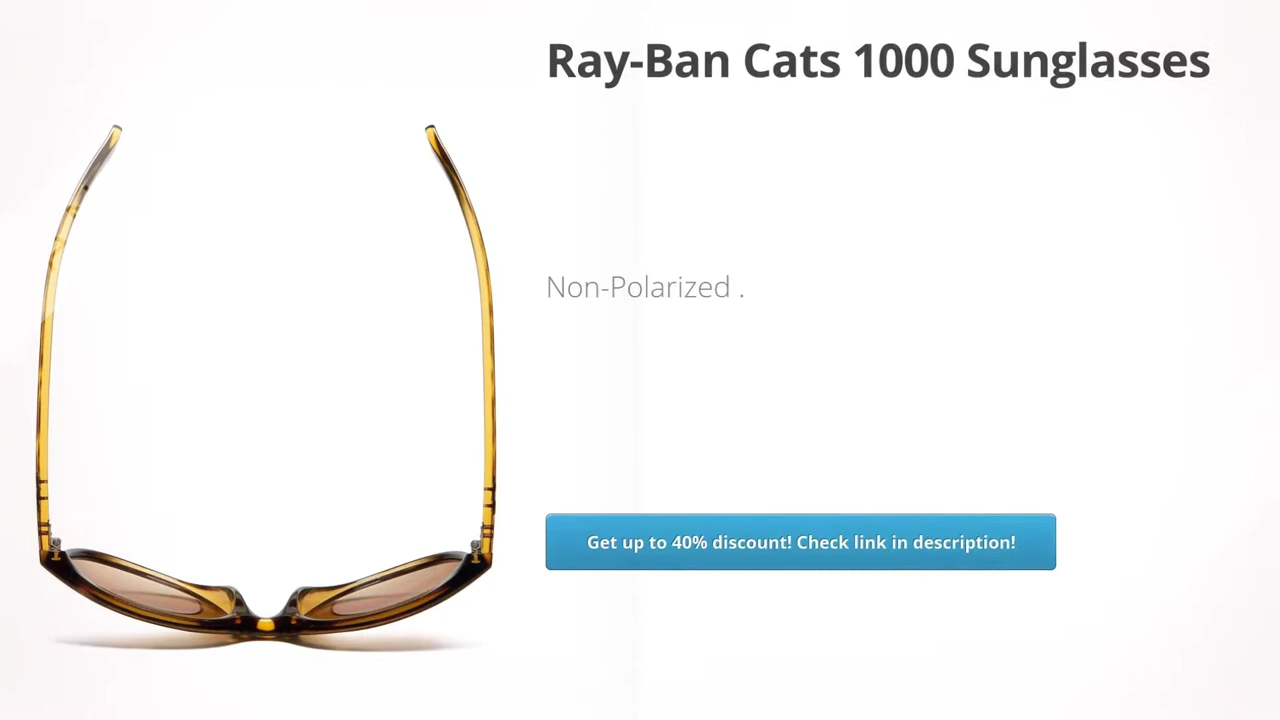 Ray-Ban Cats 1000 Sunglasses
Non-Polarized .
Get up to 40% discount! Check link in description!